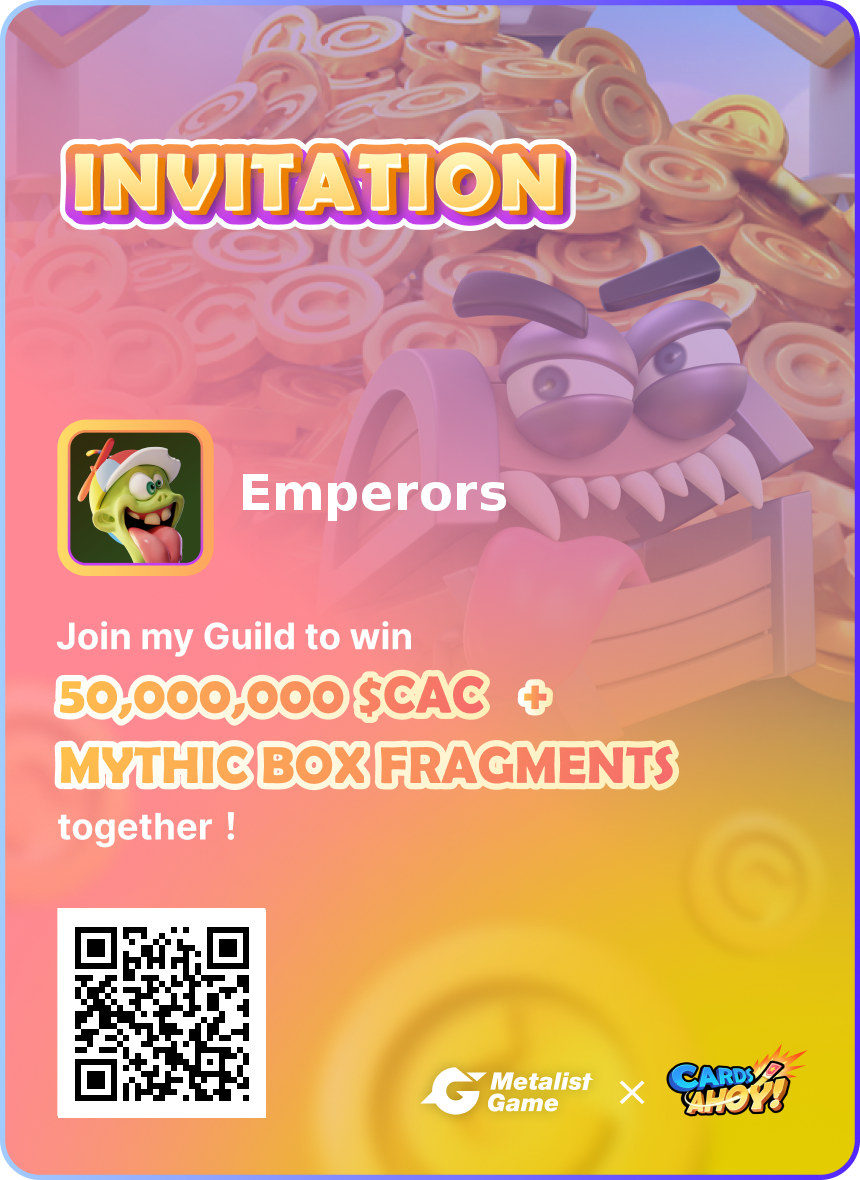 INVITATION
Emperors
Join my Guild to win
50,000,000 $CAC +
MYTHIC BOX FRAGMENTS
together !
Metalist
Game
×
CARDS
AHOY!